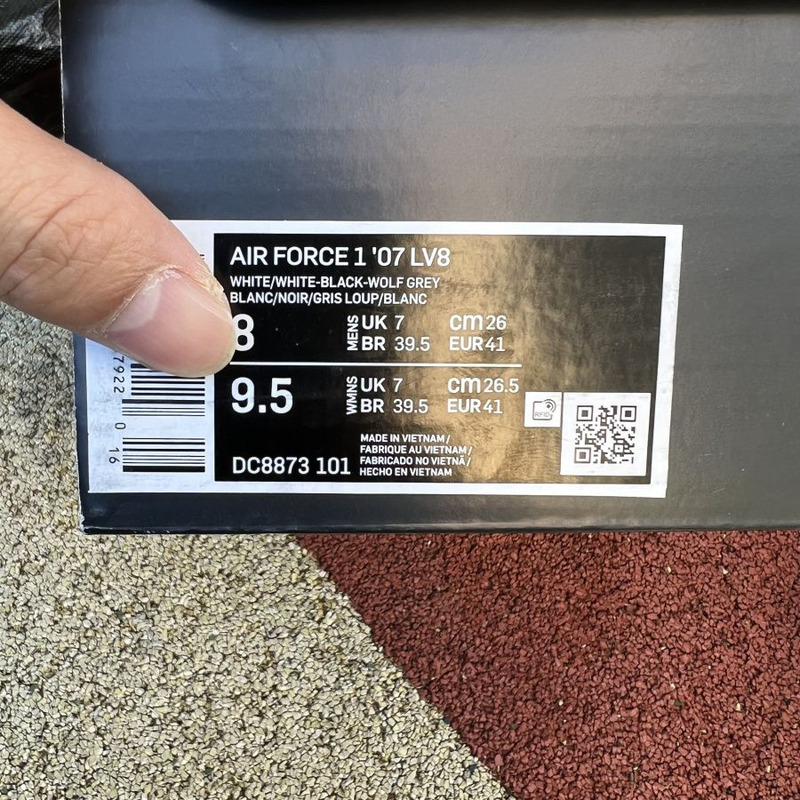 AIR FORCE 1 '07 LV8
WHITE/WHITE-BLACK-WOLF GREY
BLANC/NOIR/GRIS LOUP/BLANC
8 MENS UK 7 cm 26
BR 39.5 EUR 41
9.5 WMNS UK 7 cm 26.5
BR 39.5 EUR 41
RFID
DC8873 101
MADE IN VIETNAM /
FABRIQUE AU VIETNAM /
FABRICADO NO VIETNÃ /
HECHO EN VIETNAM
7922 0 16